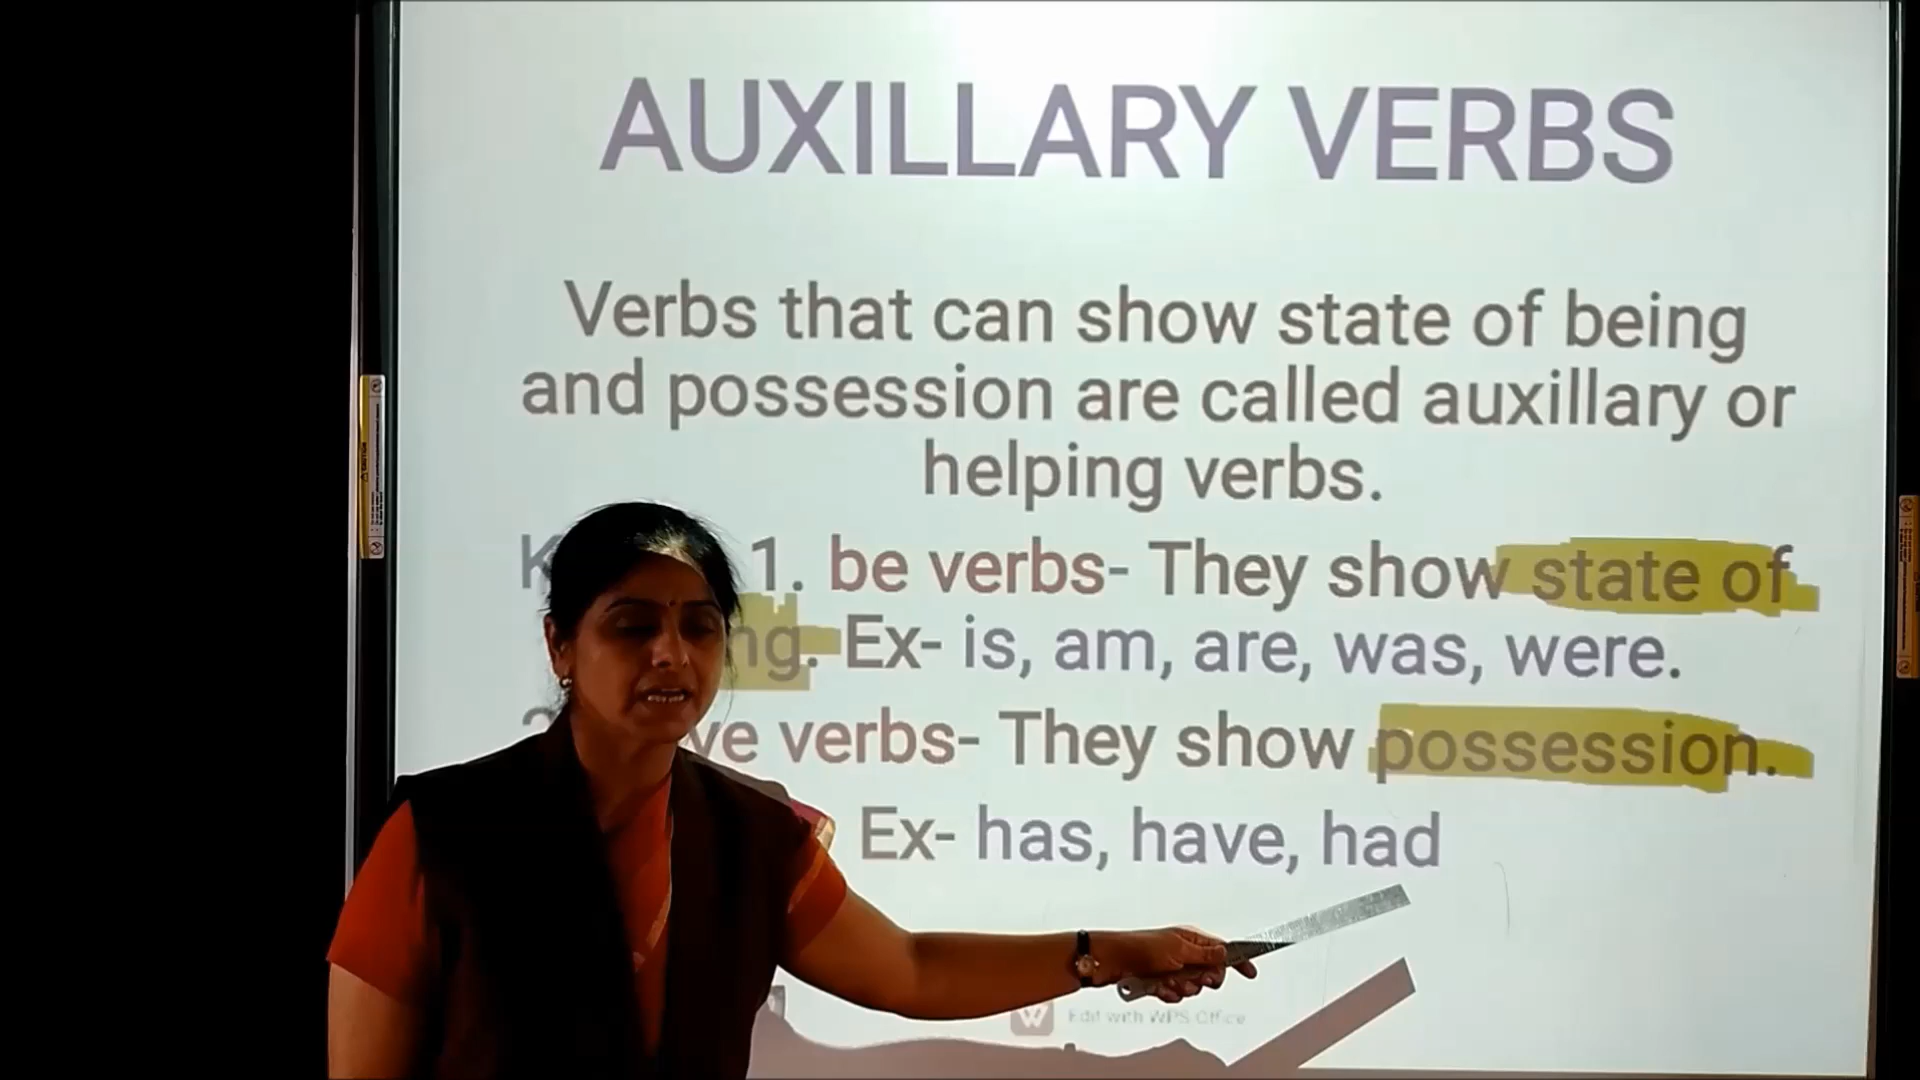 AUXILLARY VERBS
Verbs that can show state of being
and possession are called auxillary or
helping verbs.
1. be verbs- They show state of
Ex- is, am, are, was, were.
verbs- They show possession.
Ex- has, have, had
Edit with WPS Office